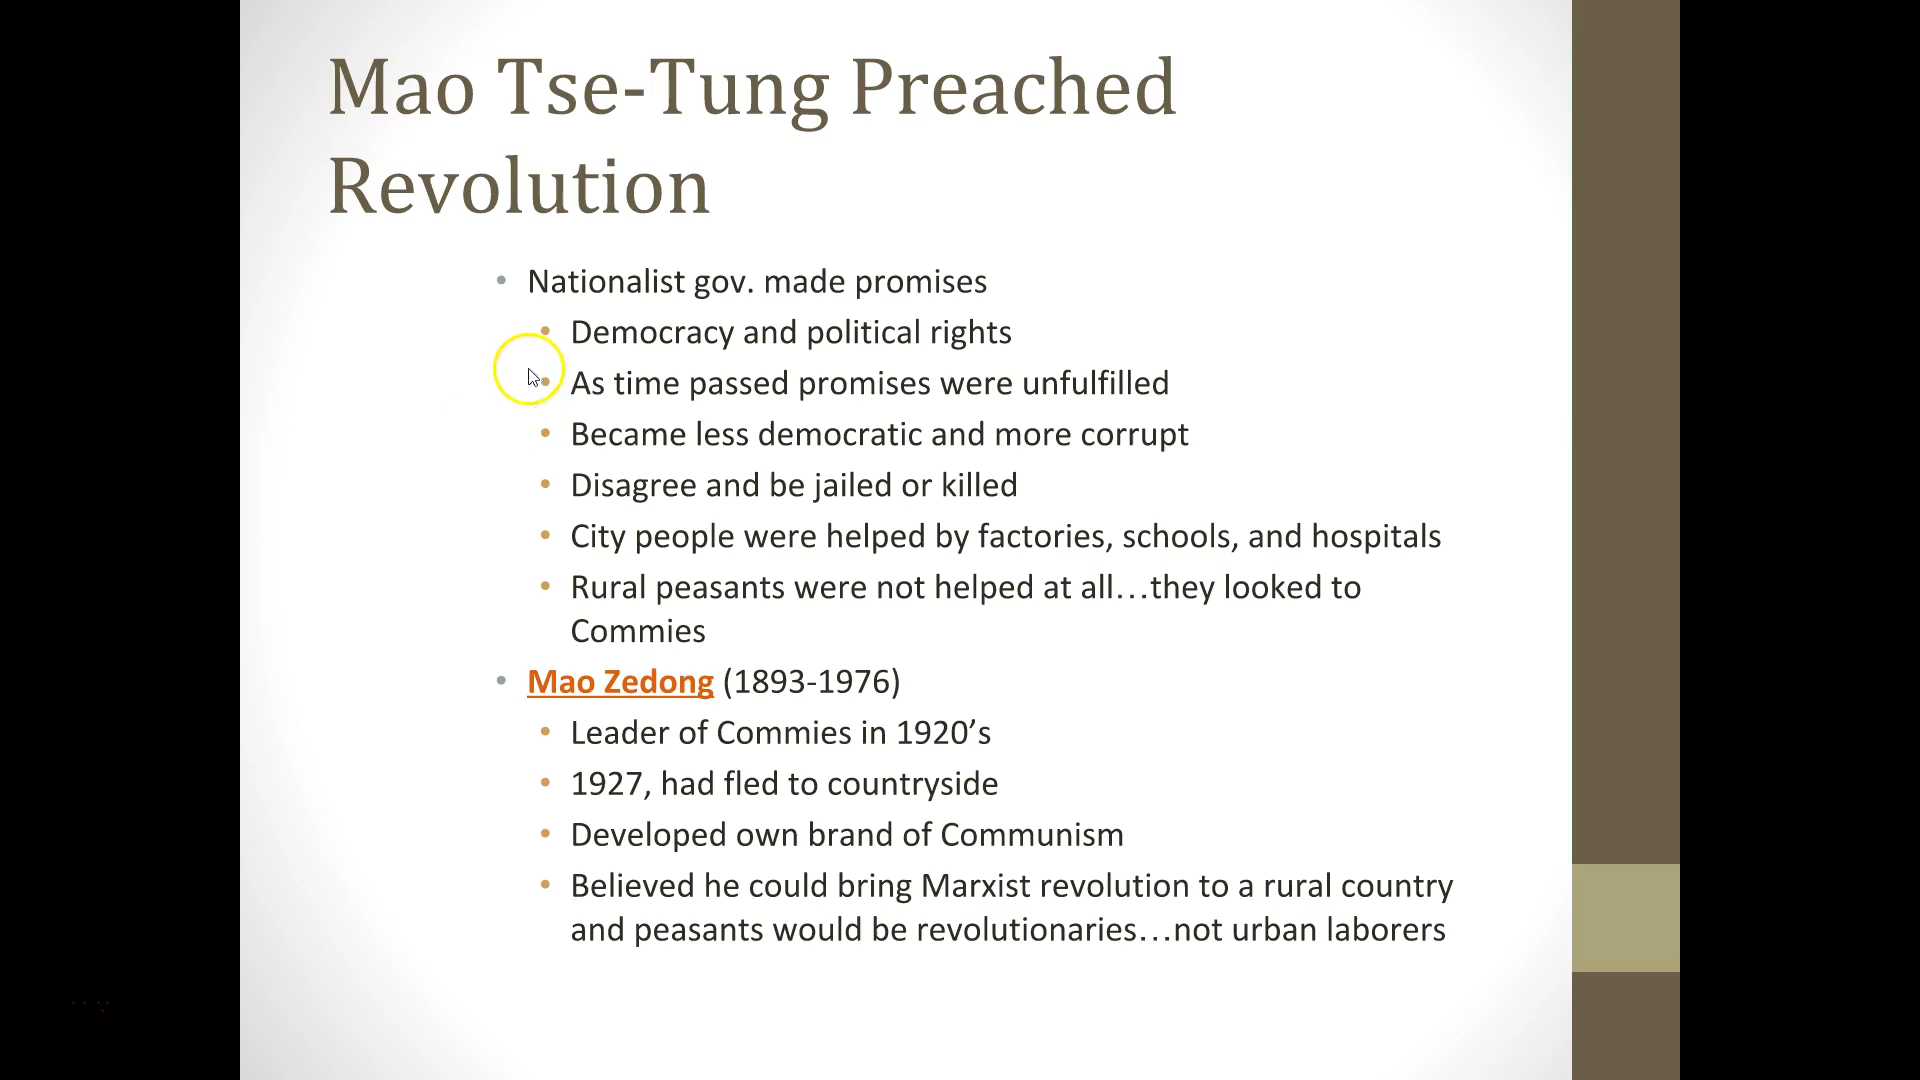 Mao Tse-Tung Preached
Revolution
• Nationalist gov. made promises
• Democracy and political rights
• As time passed promises were unfulfilled
• Became less democratic and more corrupt
• Disagree and be jailed or killed
• City people were helped by factories, schools, and hospitals
• Rural peasants were not helped at all…they looked to
Commies
• Mao Zedong (1893-1976)
• Leader of Commies in 1920’s
• 1927, had fled to countryside
• Developed own brand of Communism
• Believed he could bring Marxist revolution to a rural country
and peasants would be revolutionaries…not urban laborers